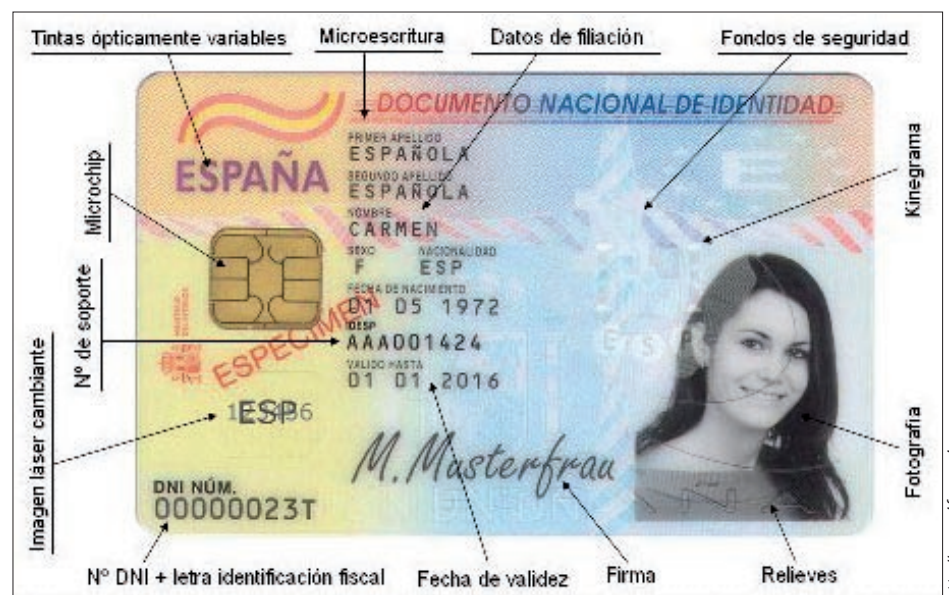 Tintas ópticamente variables
Microescritura
Datos de filiación
Fondos de seguridad
DOCUMENTO NACIONAL DE IDENTIDAD
ESPAÑA
PRIMER APELLIDO
ESPAÑOLA
SEGUNDO APELLIDO
ESPAÑOLA
NOMBRE
CARMEN
SEXO NACIONALIDAD
F ESP
FECHA DE NACIMIENTO
01 05 1972
IDESP
AAA001424
VALIDO HASTA
01 01 2016
ESPECIMEN
ESP
M. Musterfrau
DNI NÚM.
00000023T
ESP
Microchip
Nº de soporte
Imagen láser cambiante
Kinegrama
Fotografia
Nº DNI + letra identificación fiscal
Fecha de validez
Firma
Relieves